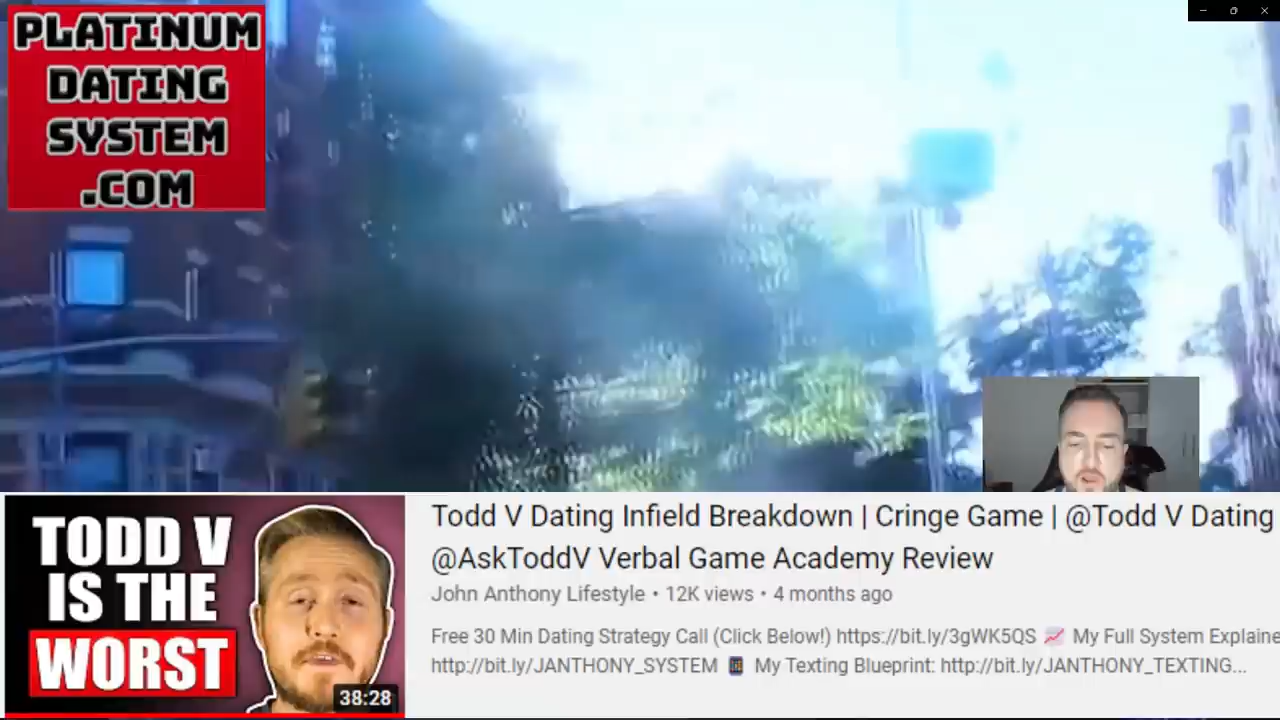 PLATINUM
DATING
SYSTEM
.COM
TODD V
IS THE
WORST
38:28
Todd V Dating Infield Breakdown | Cringe Game | @Todd V Dating
@AskToddV Verbal Game Academy Review
John Anthony Lifestyle • 12K views • 4 months ago
Free 30 Min Dating Strategy Call (Click Below!) https://bit.ly/3gWK5QS 📈 My Full System Explaine
http://bit.ly/JANTHONY_SYSTEM 📱 My Texting Blueprint: http://bit.ly/JANTHONY_TEXTING...